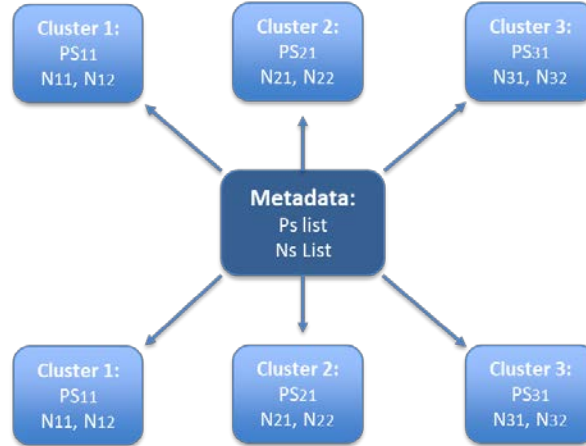 Cluster 1:
PS11
N11, N12
Cluster 2:
PS21
N21, N22
Cluster 3:
PS31
N31, N32
Metadata:
Ps list
Ns List
Cluster 1:
PS11
N11, N12
Cluster 2:
PS21
N21, N22
Cluster 3:
PS31
N31, N32